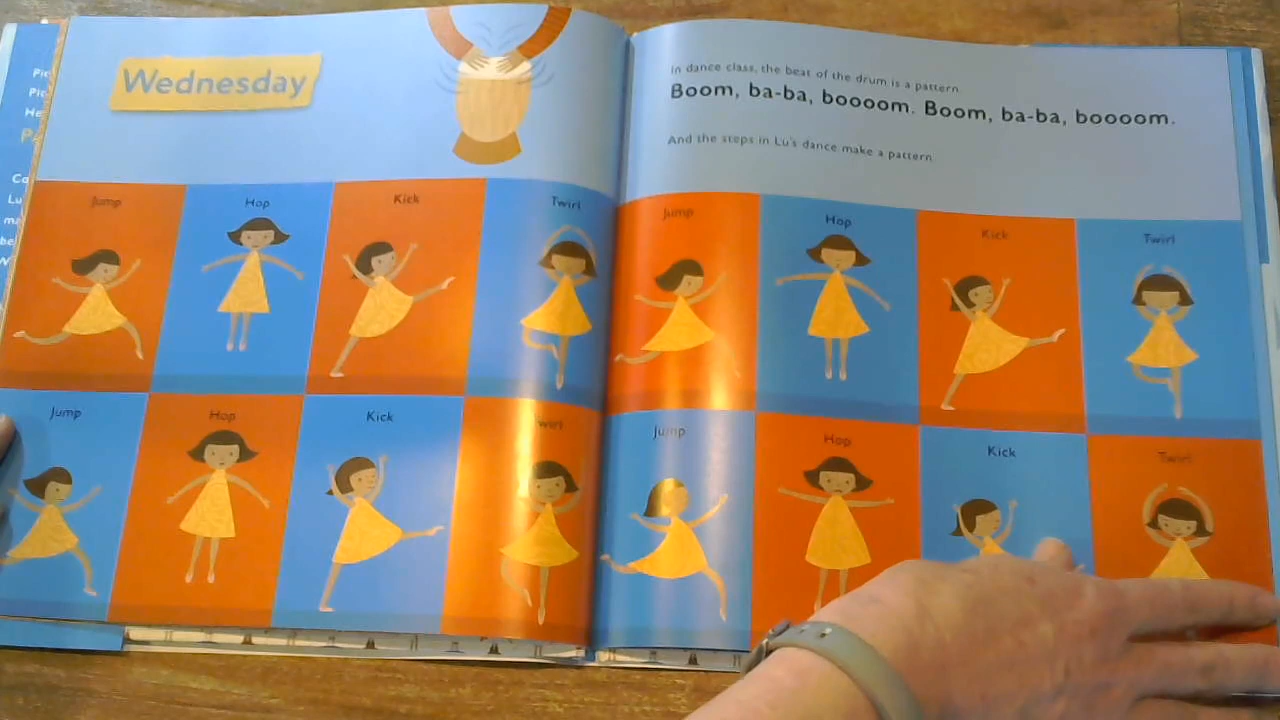 Wednesday
In dance class, the beat of the drum is a pattern.
Boom, ba-ba, boooom. Boom, ba-ba, boooom.
And the steps in Lu's dance make a pattern.
Jump Hop Kick Twirl Jump Hop Kick Twirl
Jump Hop Kick Twirl Jump Hop Kick Twirl